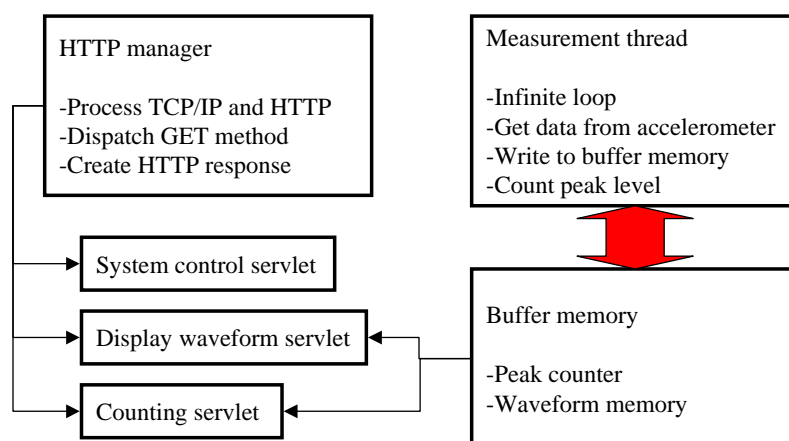 HTTP manager
-Process TCP/IP and HTTP
-Dispatch GET method
-Create HTTP response
Measurement thread
-Infinite loop
-Get data from accelerometer
-Write to buffer memory
-Count peak level
System control servlet
Display waveform servlet
Counting servlet
Buffer memory
-Peak counter
-Waveform memory